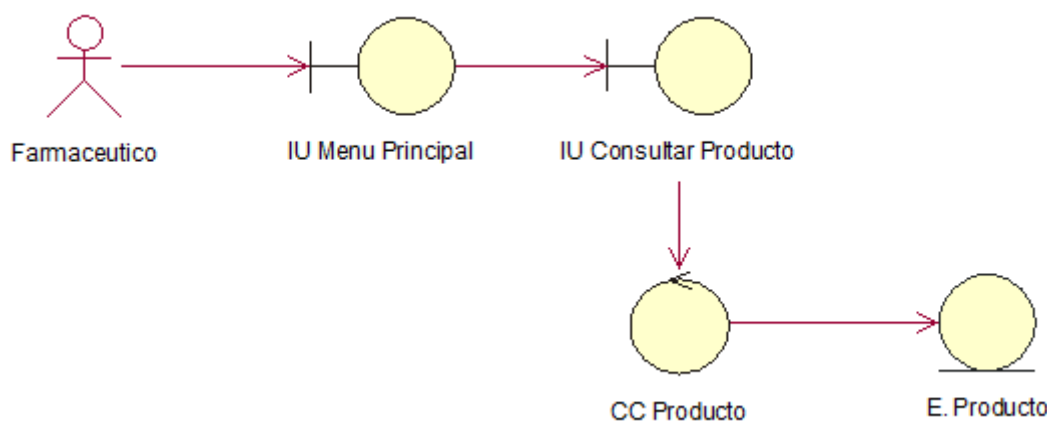 Farmaceutico
IU Menu Principal
IU Consultar Producto
CC Producto
E. Producto